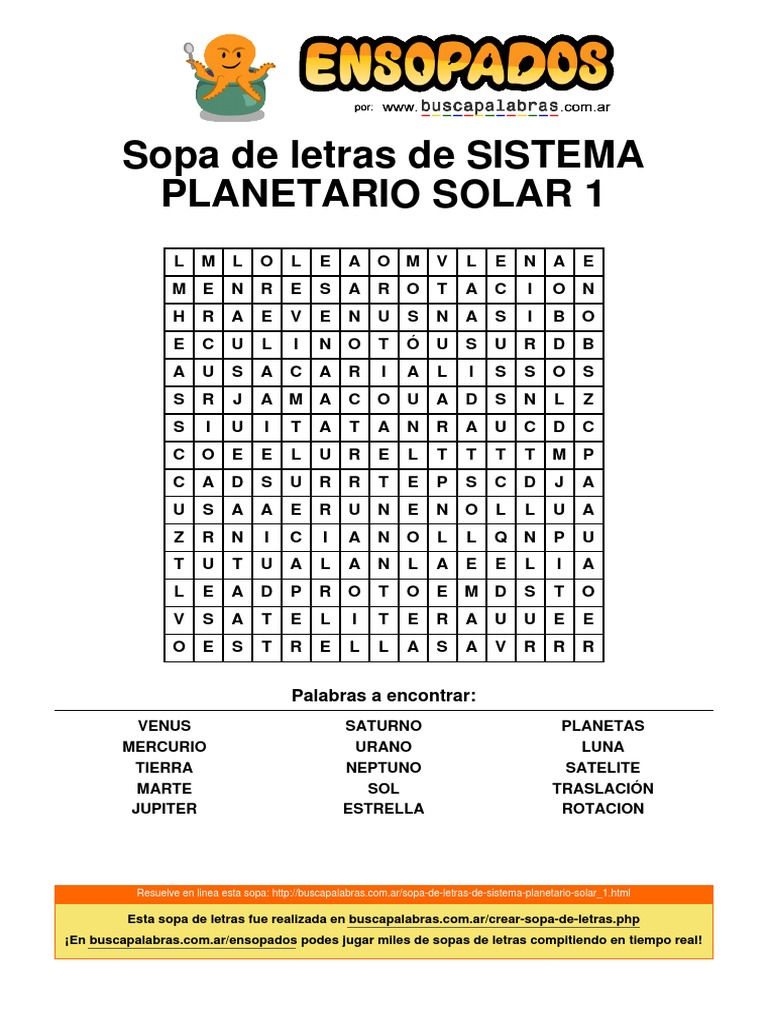 ENSOPADOS
por: www.buscapalabras.com.ar
Sopa de letras de SISTEMA
PLANETARIO SOLAR 1
L M L O L E A O M V L E N A E
M E N R E S A R O T A C I O N
H R A E V E N U S N A S I B O
E C U L I N O T Ó U S U R D B
A U S A C A R I A L I S S O S
S R J A M A C O U A D S N L Z
S I U I T A T A N R A U C D C
C O E E L U R E L T T T T M P
C A D S U R R T E P S C D J A
U S A A E R U N E N O L L U A
Z R N I C I A N O L L Q N P U
T U T U A L A N L A E E L I A
L E A D P R O T O E M D S T O
V S A T E L I T E R A U U E E
O E S T R E L L A S A V R R R
Palabras a encontrar:
VENUS SATURNO PLANETAS
MERCURIO URANO LUNA
TIERRA NEPTUNO SATELITE
MARTE SOL TRASLACIÓN
JUPITER ESTRELLA ROTACION
Resuelve en línea esta sopa: http://buscapalabras.com.ar/sopa-de-letras-de-sistema-planetario-solar_1.html
Esta sopa de letras fue realizada en buscapalabras.com.ar/crear-sopa-de-letras.php
¡En buscapalabras.com.ar/ensopados podes jugar miles de sopas de letras compitiendo en tiempo real!